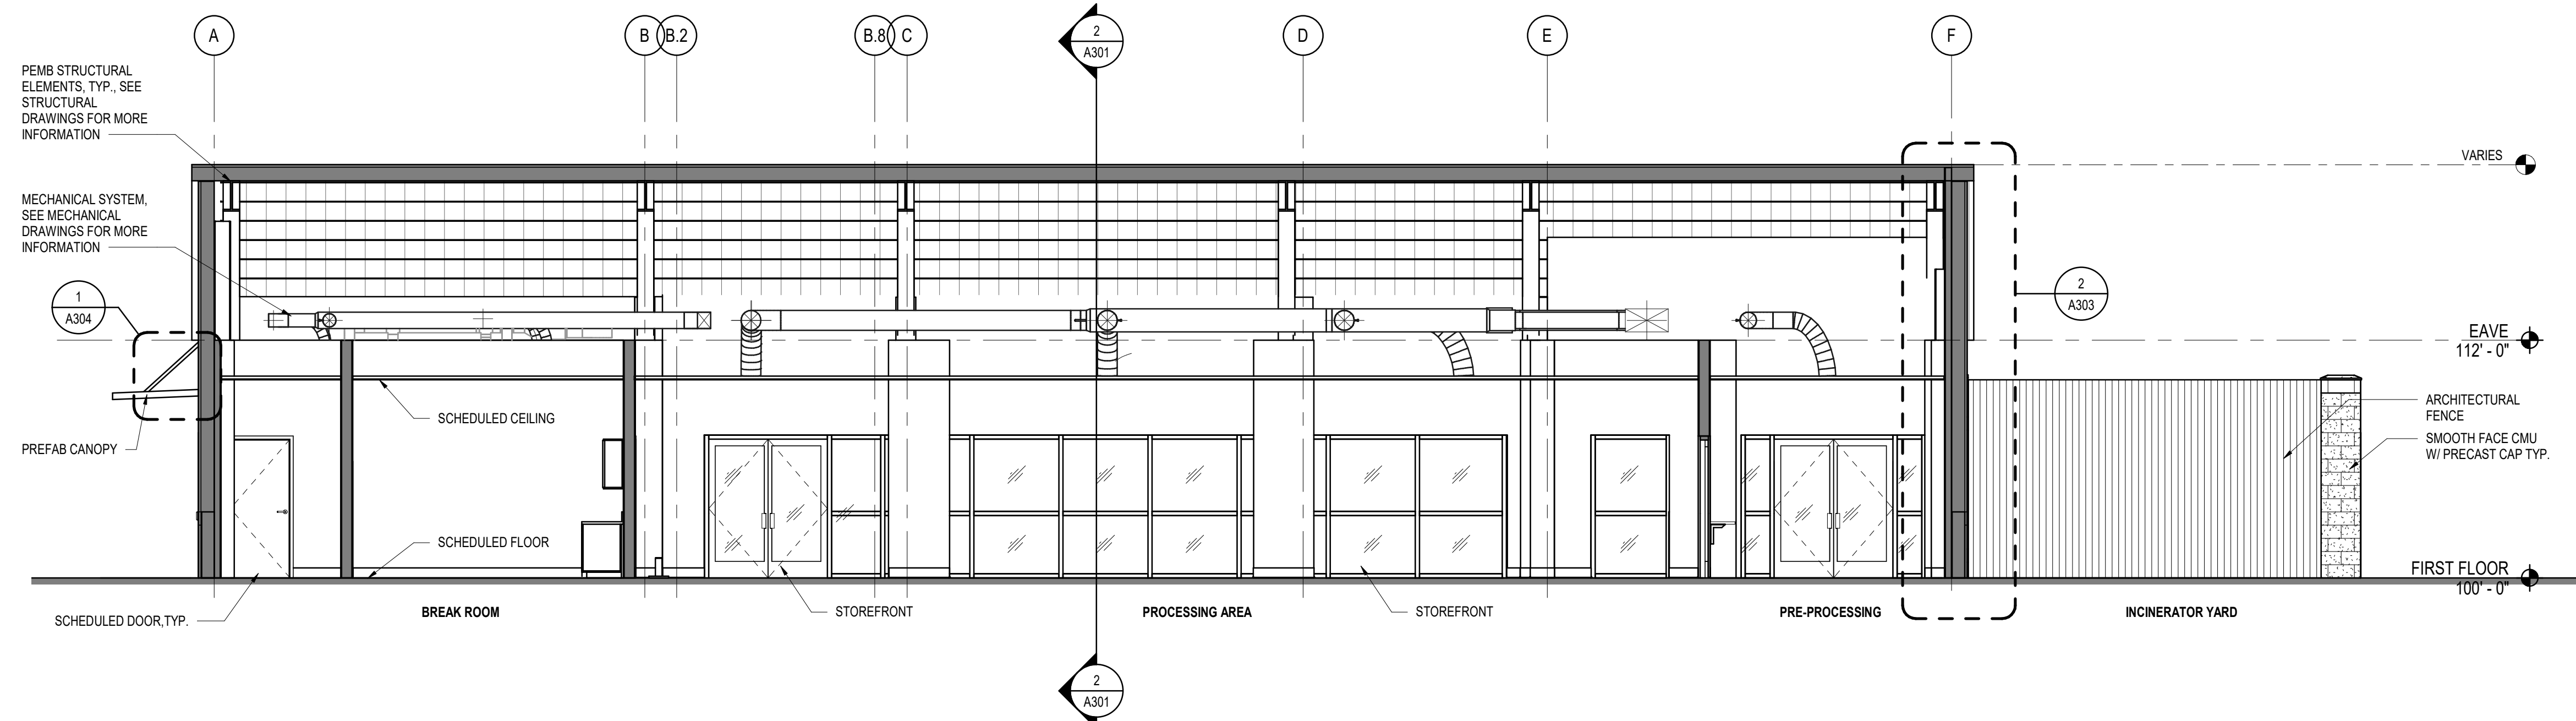 A
B
B.2
B.8
C
2
A301
D
E
F
PEMB STRUCTURAL
ELEMENTS, TYP., SEE
STRUCTURAL
DRAWINGS FOR MORE
INFORMATION
VARIES
MECHANICAL SYSTEM,
SEE MECHANICAL
DRAWINGS FOR MORE
INFORMATION
1
A304
2
A303
EAVE
112' - 0"
SCHEDULED CEILING
ARCHITECTURAL
FENCE
PREFAB CANOPY
SMOOTH FACE CMU
W/ PRECAST CAP TYP.
SCHEDULED FLOOR
FIRST FLOOR
100' - 0"
SCHEDULED DOOR,TYP.
BREAK ROOM
STOREFRONT
PROCESSING AREA
STOREFRONT
PRE-PROCESSING
INCINERATOR YARD
2
A301